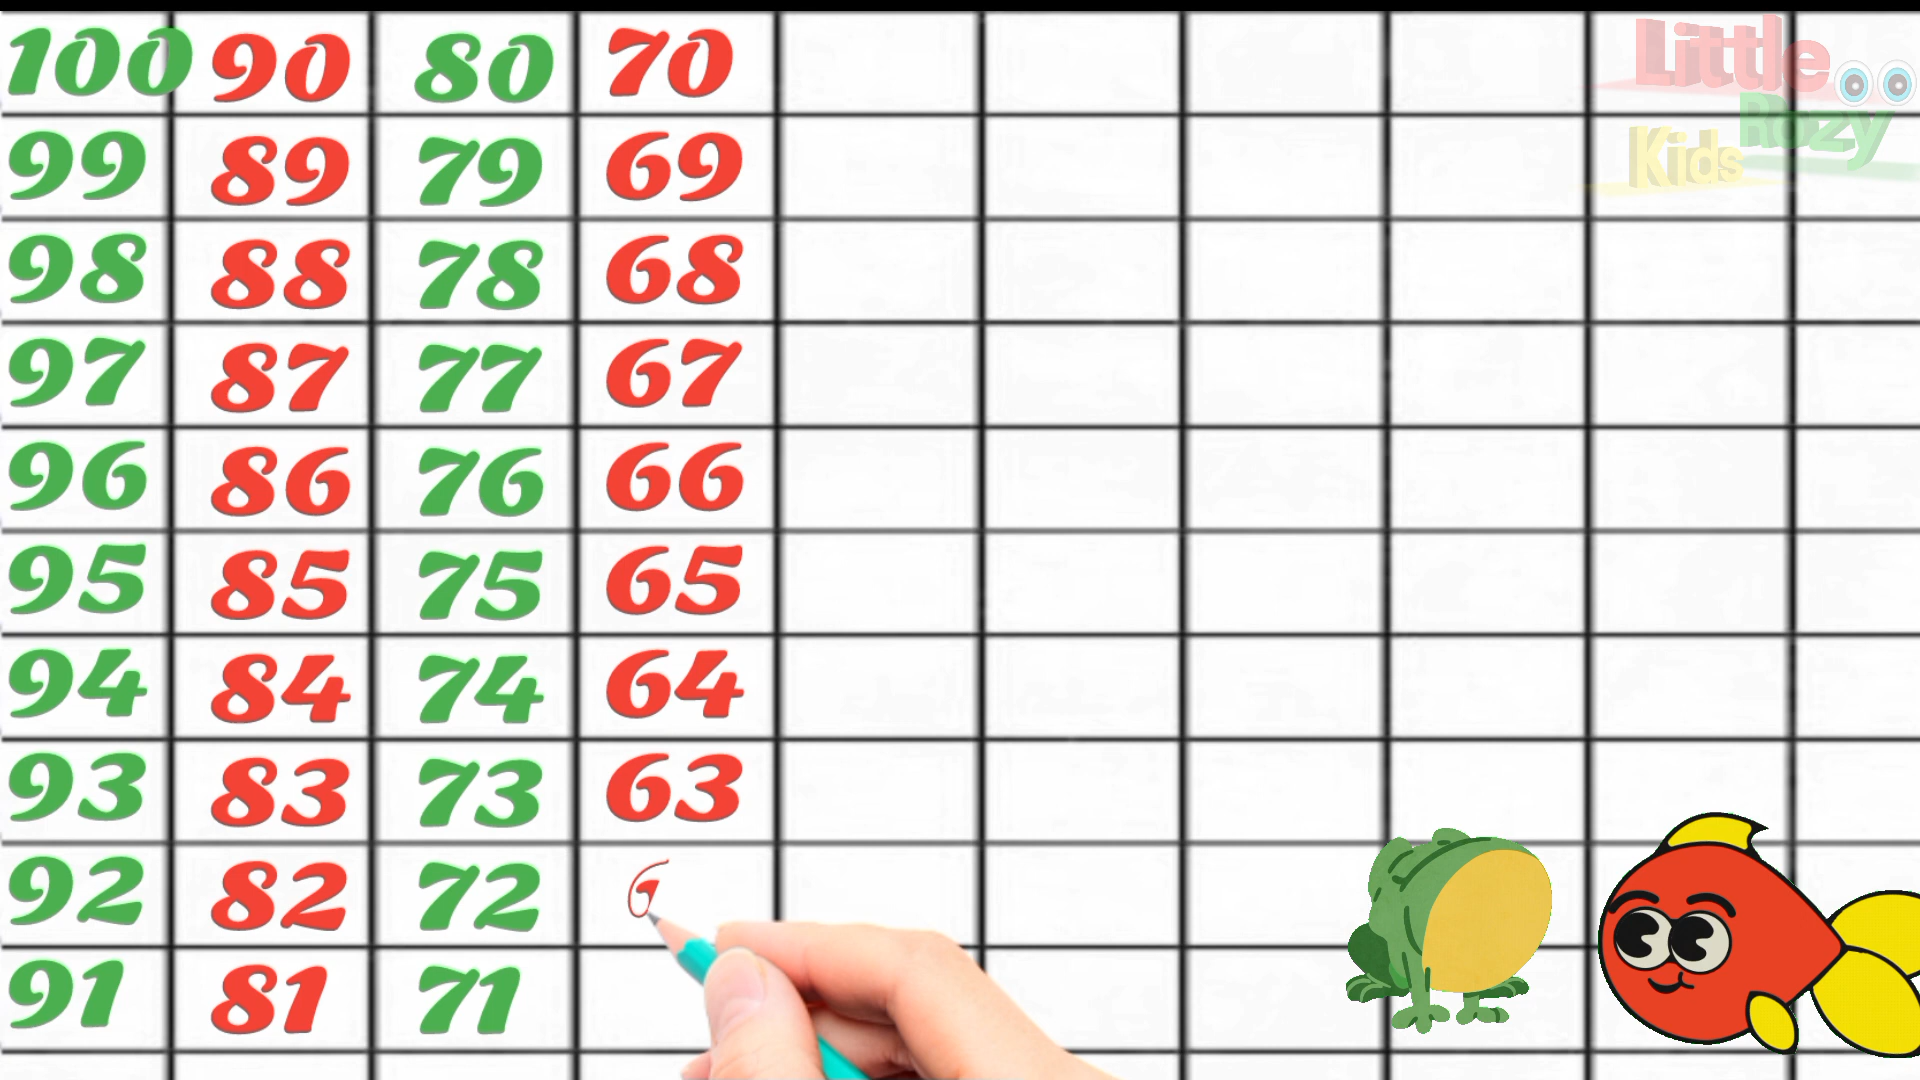 100 90 80 70
99 89 79 69
98 88 78 68
97 87 77 67
96 86 76 66
95 85 75 65
94 84 74 64
93 83 73 63
92 82 72 6
91 81 71
Little
Rozy
Kids